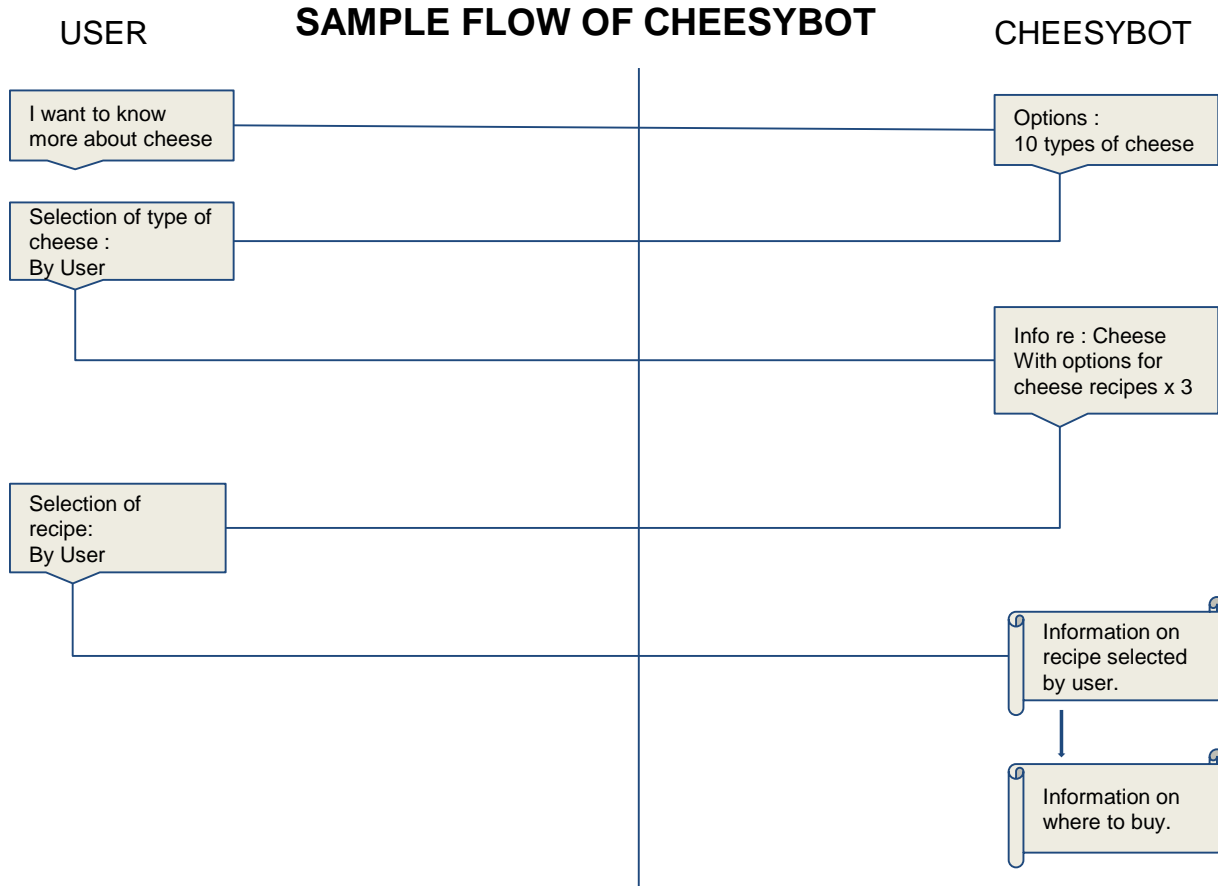 SAMPLE FLOW OF CHEESYBOT
USER
CHEESYBOT
I want to know
more about cheese
Options :
10 types of cheese
Selection of type of
cheese :
By User
Info re : Cheese
With options for
cheese recipes x 3
Selection of
recipe:
By User
Information on
recipe selected
by user.
Information on
where to buy.